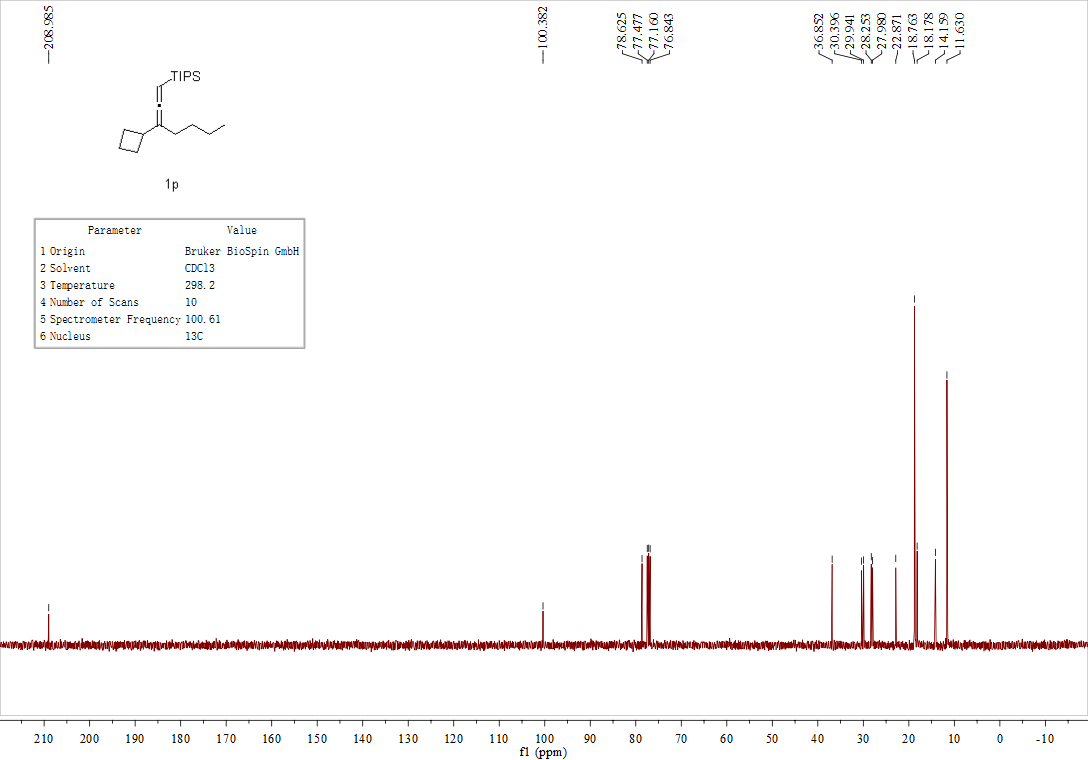 208.985
100.382
78.625
77.477
77.160
76.843
36.852
30.396
29.941
28.253
27.980
22.871
18.763
18.178
14.159
11.630
TIPS
1p
Parameter Value
1 Origin Bruker BioSpin GmbH
2 Solvent CDCl3
3 Temperature 298.2
4 Number of Scans 10
5 Spectrometer Frequency 100.61
6 Nucleus 13C
210 200 190 180 170 160 150 140 130 120 110 100 90 80 70 60 50 40 30 20 10 0 -10
f1 (ppm)